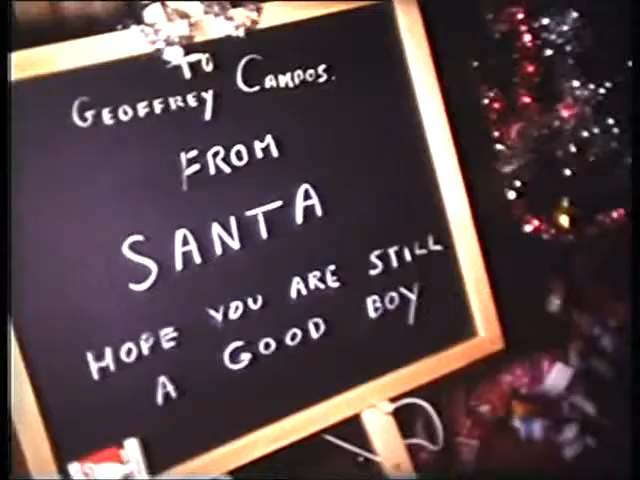 TO
GEOFFREY CAMPOS.
FROM
SANTA
HOPE YOU ARE STILL
A GOOD BOY